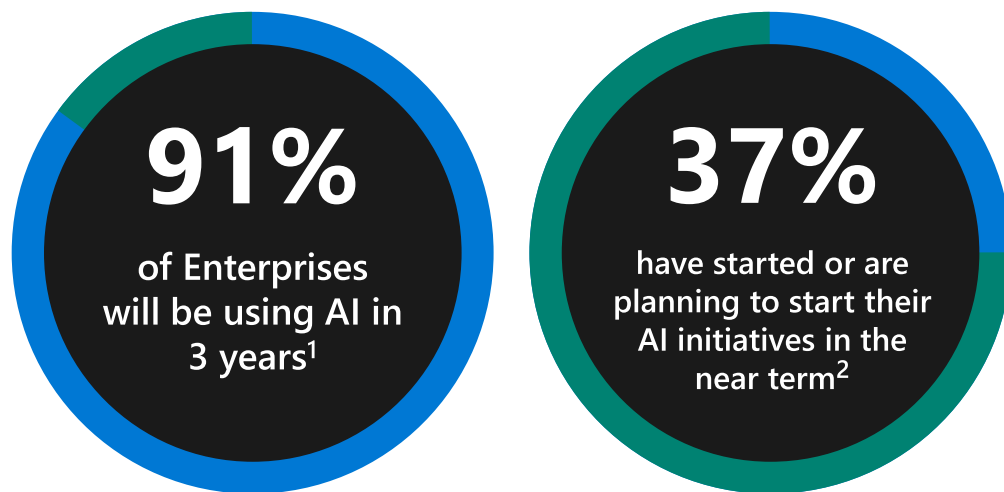 91%
of Enterprises
will be using AI in
3 years¹
37%
have started or are
planning to start their
AI initiatives in the
near term²